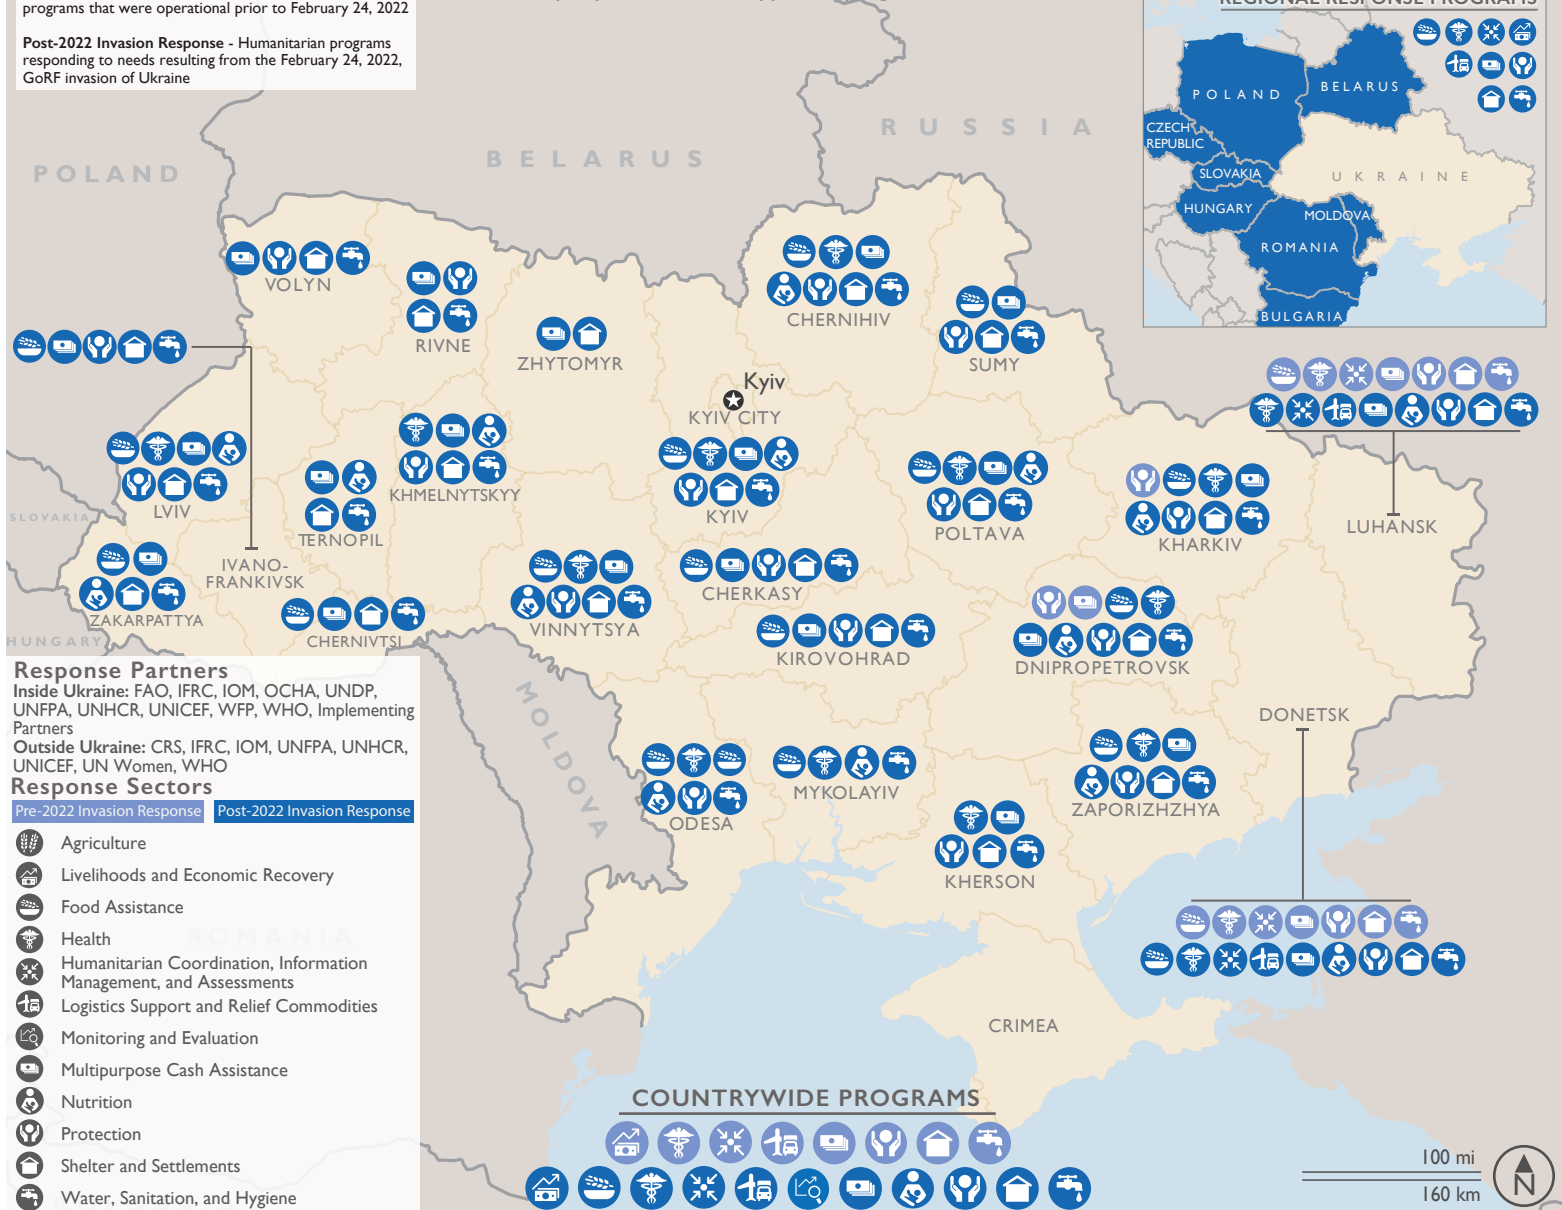 programs that were operational prior to February 24, 2022
Post-2022 Invasion Response - Humanitarian programs
responding to needs resulting from the February 24, 2022,
GoRF invasion of Ukraine
REGIONAL RESPONSE PROGRAMS
POLAND
BELARUS
CZECH
REPUBLIC
SLOVAKIA
UKRAINE
HUNGARY
MOLDOVA
ROMANIA
BULGARIA
RUSSIA
BELARUS
POLAND
VOLYN
RIVNE
ZHYTOMYR
CHERNIHIV
SUMY
Kyiv
KYIV CITY
LVIV
TERNOPIL
KHMELNYTSKYY
KYIV
POLTAVA
KHARKIV
LUHANSK
SLOVAKIA
IVANO-
FRANKIVSK
ZAKARPATTYA
CHERNIVTSI
VINNYTSYA
CHERKASY
KIROVOHRAD
DNIPROPETROVSK
HUNGARY
DONETSK
MOLDOVA
ODESA
MYKOLAYIV
KHERSON
ZAPORIZHZHYA
CRIMEA
Response Partners
Inside Ukraine: FAO, IFRC, IOM, OCHA, UNDP,
UNFPA, UNHCR, UNICEF, WFP, WHO, Implementing
Partners
Outside Ukraine: CRS, IFRC, IOM, UNFPA, UNHCR,
UNICEF, UN Women, WHO
Response Sectors
Pre-2022 Invasion Response
Post-2022 Invasion Response
Agriculture
Livelihoods and Economic Recovery
Food Assistance
Health
ROMANIA
Humanitarian Coordination, Information
Management, and Assessments
Logistics Support and Relief Commodities
Monitoring and Evaluation
Multipurpose Cash Assistance
Nutrition
Protection
Shelter and Settlements
Water, Sanitation, and Hygiene
COUNTRYWIDE PROGRAMS
100 mi
160 km
N